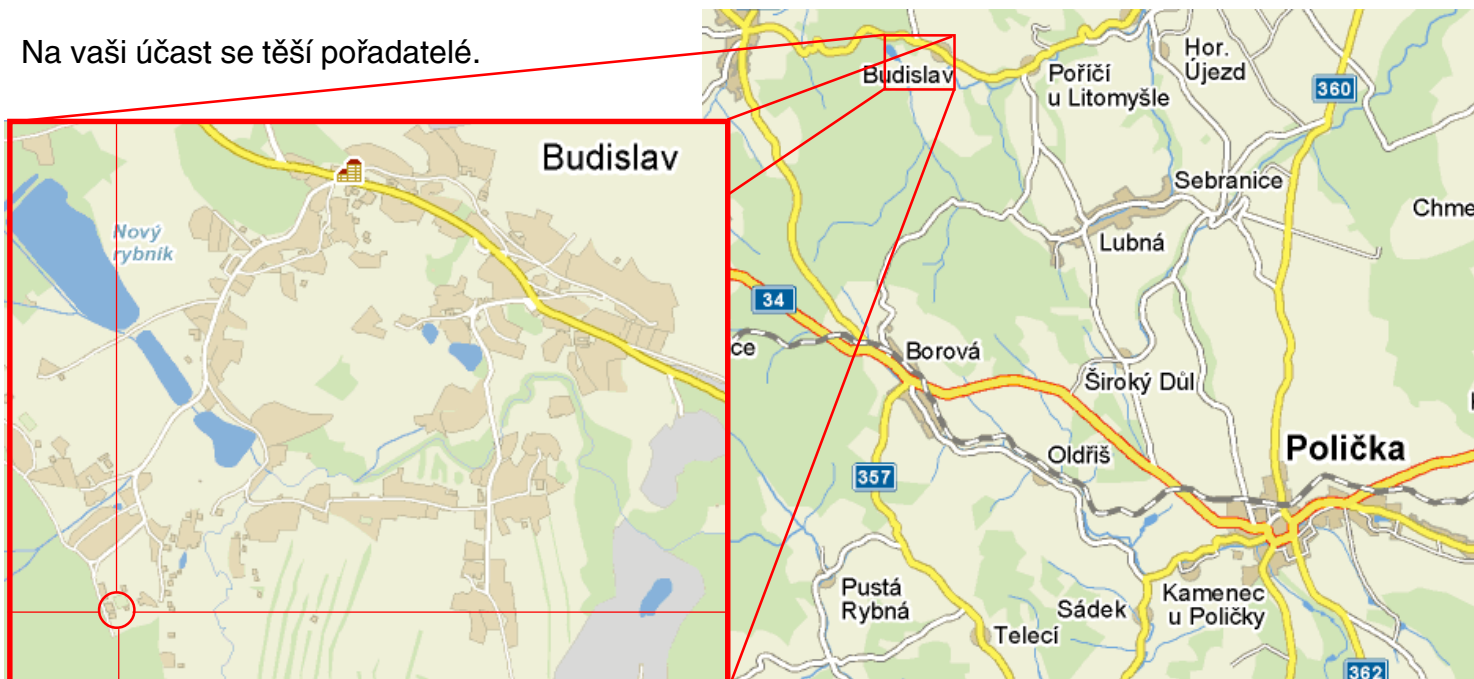 Na vaši účast se těší pořadatelé.
Budislav
Nový
rybník
Budislav
Poříčí
u Litomyšle
Hor.
Újezd
360
Sebranice
Chme
Lubná
34
ce
Borová
Široký Důl
Oldřiš
Polička
357
Pustá
Rybná
Sádek
Kamenec
u Poličky
Telecí
362